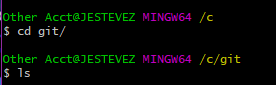 Other Acct@JESTEVEZ MINGW64 /c
$ cd git/
Other Acct@JESTEVEZ MINGW64 /c/git
$ ls